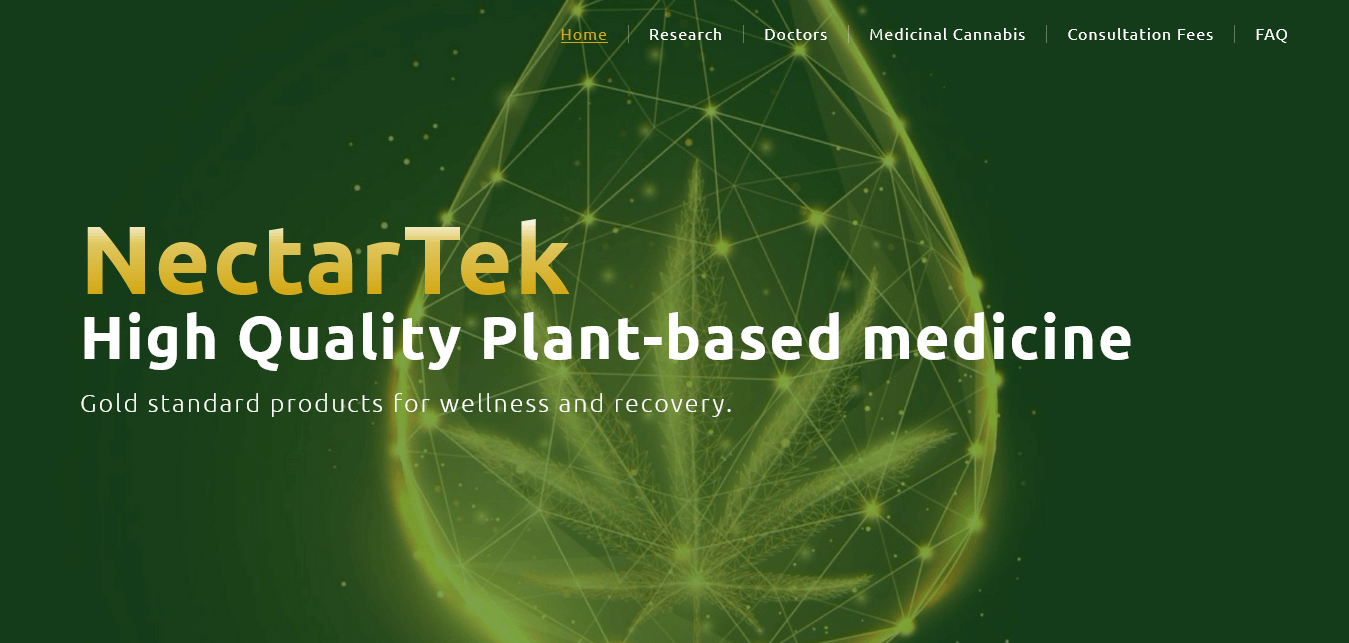 Home Research Doctors Medicinal Cannabis Consultation Fees FAQ
NectarTek
High Quality Plant-based medicine
Gold standard products for wellness and recovery.